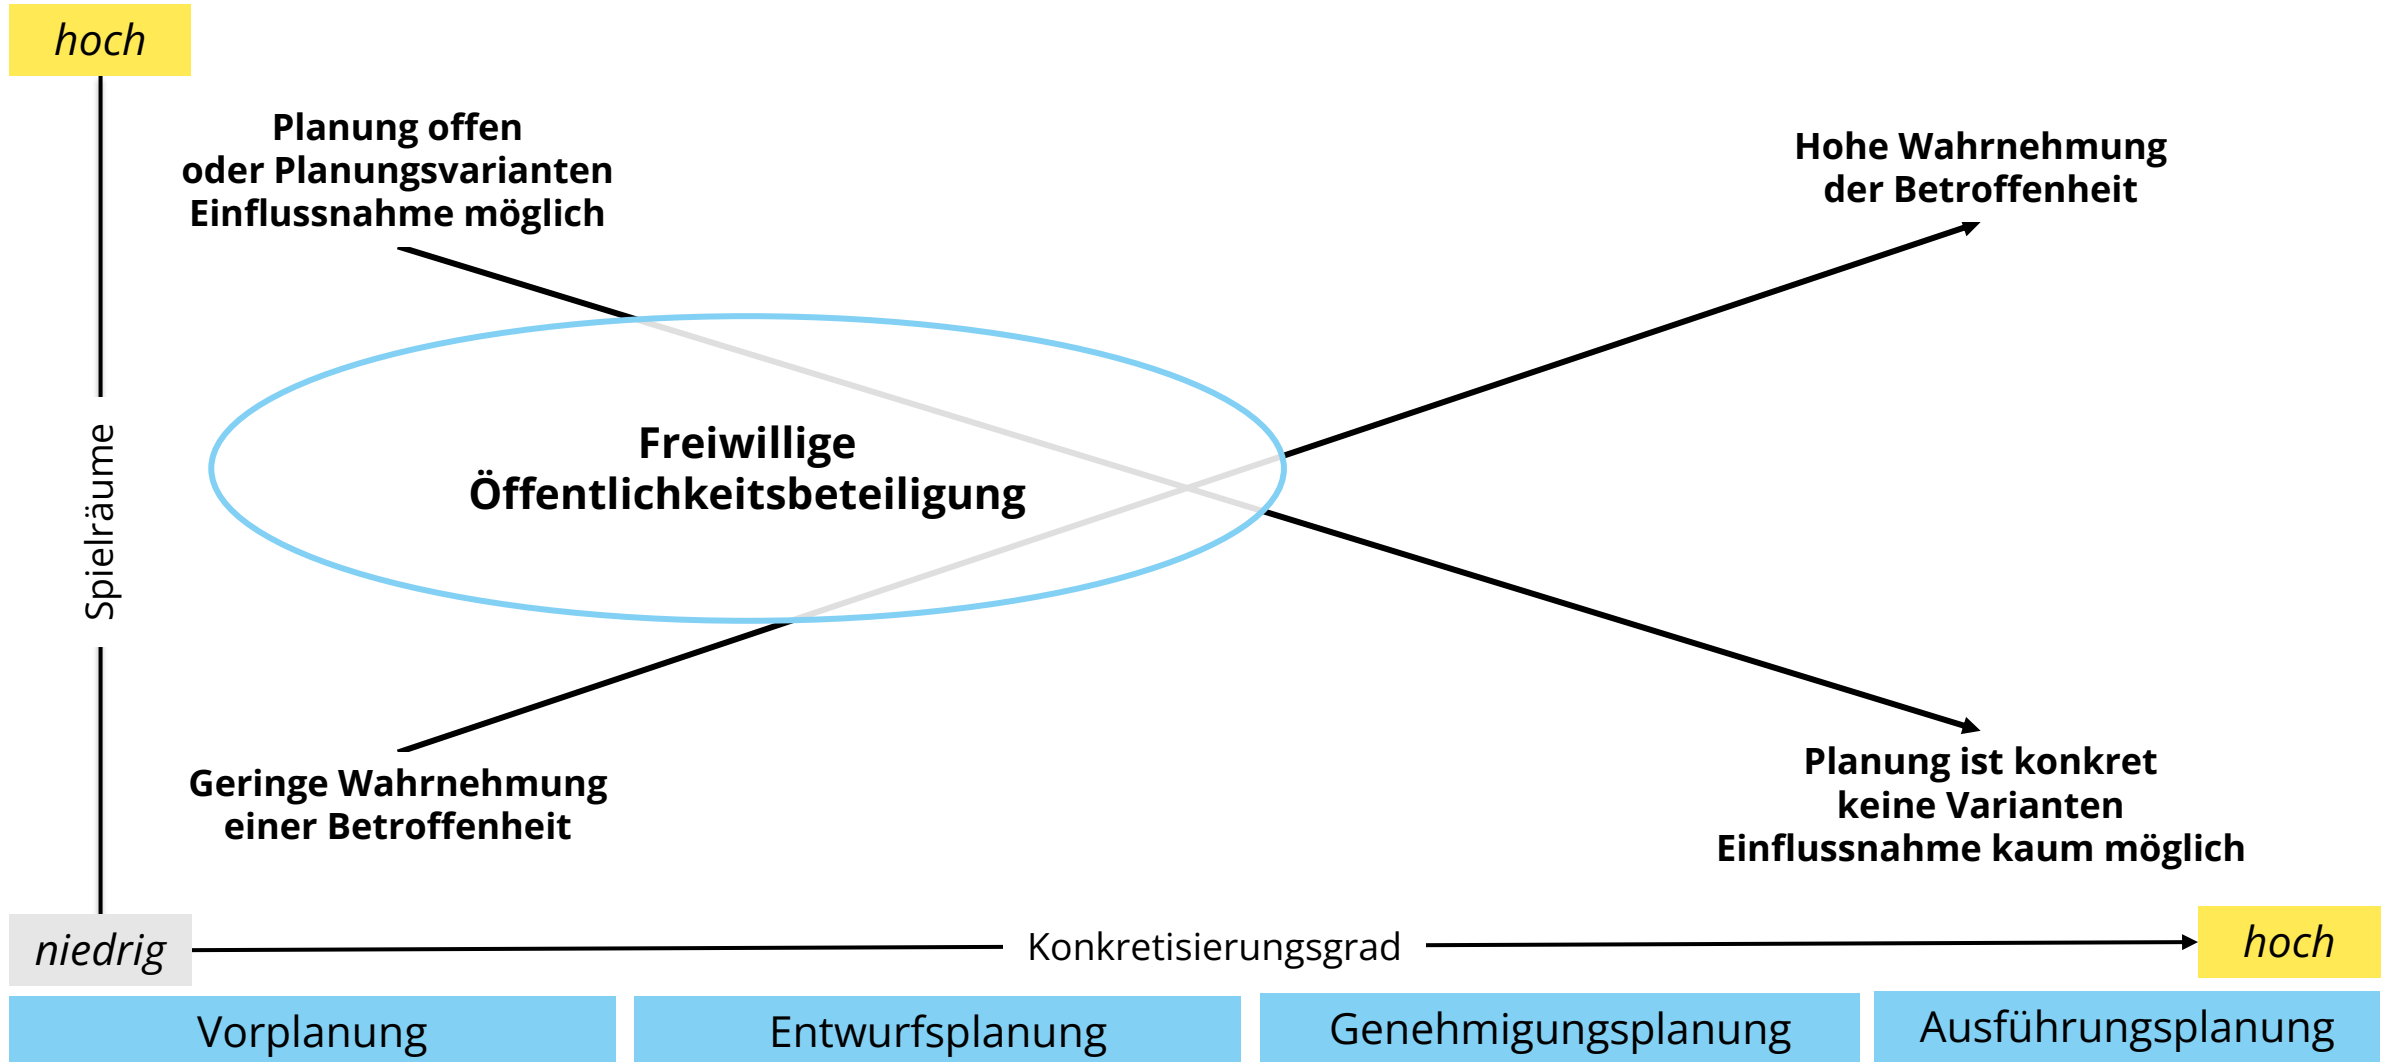 hoch
Planung offen
oder Planungsvarianten
Einflussnahme möglich
Hohe Wahrnehmung
der Betroffenheit
Spielräume
Freiwillige
Öffentlichkeitsbeteiligung
Geringe Wahrnehmung
einer Betroffenheit
Planung ist konkret
keine Varianten
Einflussnahme kaum möglich
niedrig
Konkretisierungsgrad
hoch
Vorplanung
Entwurfsplanung
Genehmigungsplanung
Ausführungsplanung